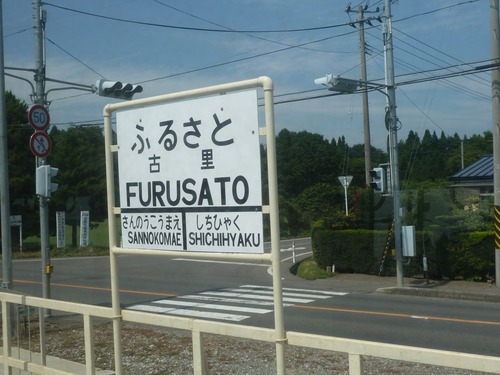 50
ふるさと
古里
FURUSATO
さんのうこうまえ しちひゃく
SANNOKOMAE SHICHIHYAKU